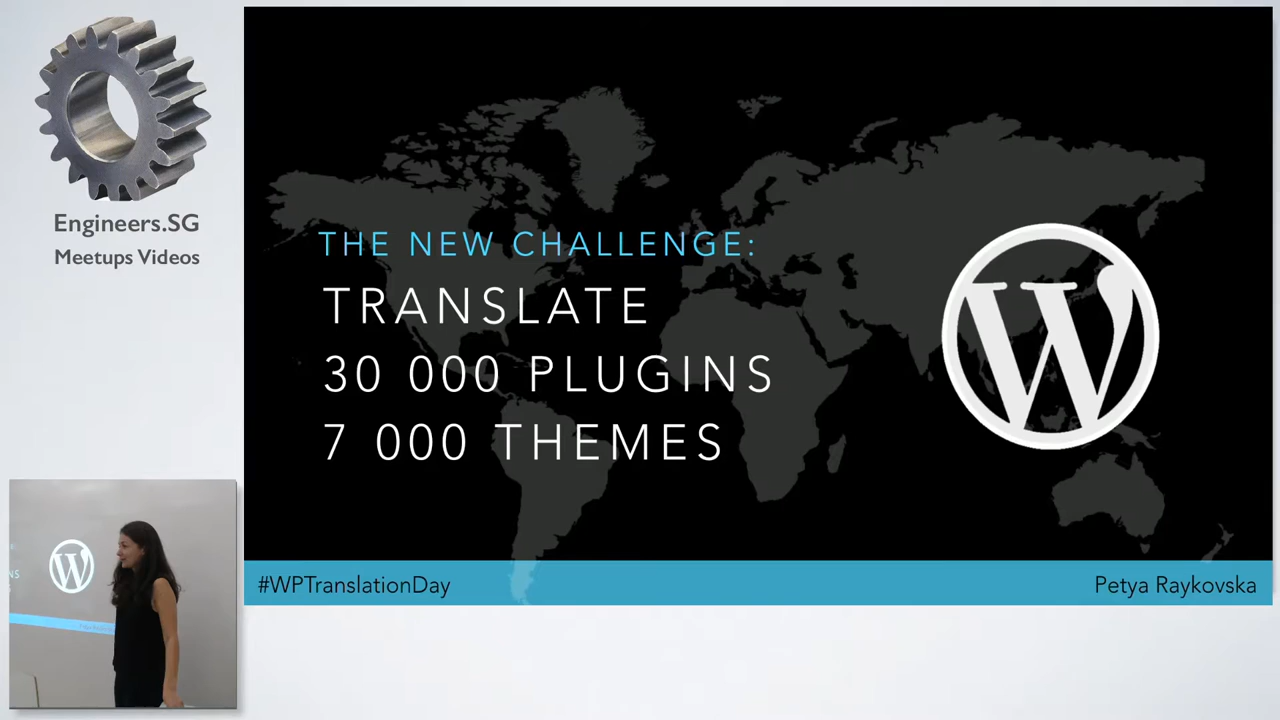 Engineers.SG
Meetups Videos
THE NEW CHALLENGE:
TRANSLATE
30 000 PLUGINS
7 000 THEMES
#WPTranslationDay
Petya Raykovska